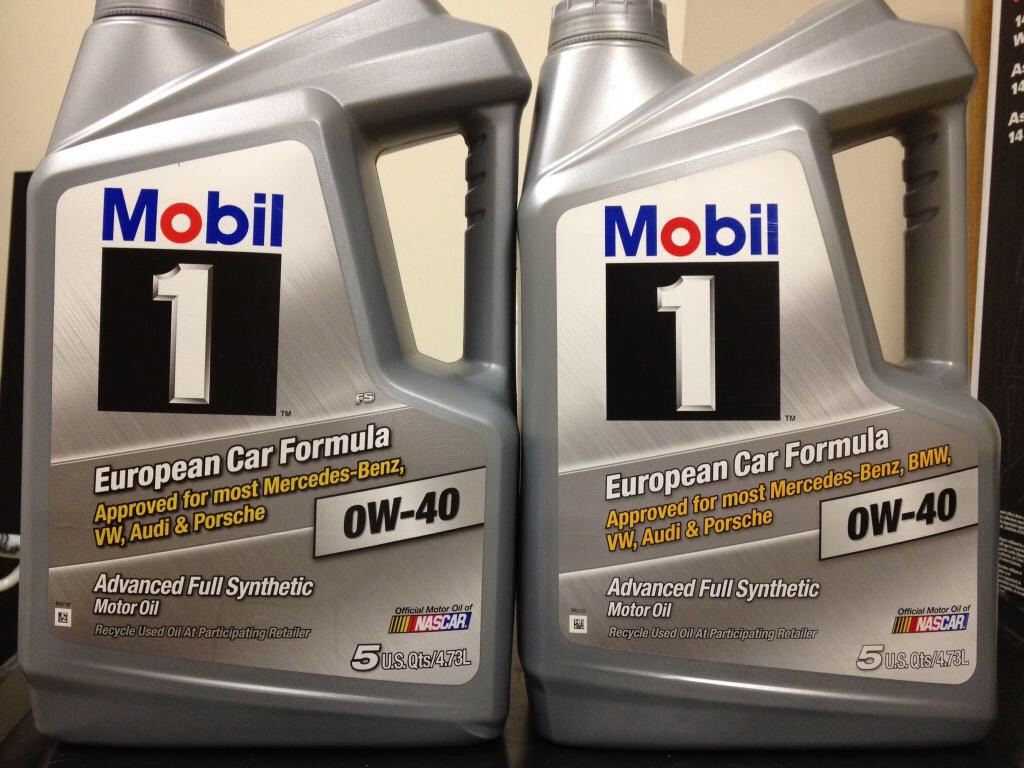 Mobil
1
TM
FS
European Car Formula
Approved for most Mercedes-Benz,
VW, Audi & Porsche
0W-40
Advanced Full Synthetic
Motor Oil
Recycle Used Oil At Participating Retailer
Official Motor Oil of
NASCAR
5 U.S. Qts/4.73L
Mobil
1
TM
European Car Formula
Approved for most Mercedes-Benz, BMW,
VW, Audi & Porsche
0W-40
Advanced Full Synthetic
Motor Oil
Recycle Used Oil At Participating Retailer
Official Motor Oil of
NASCAR
5 U.S. Qts/4.73L